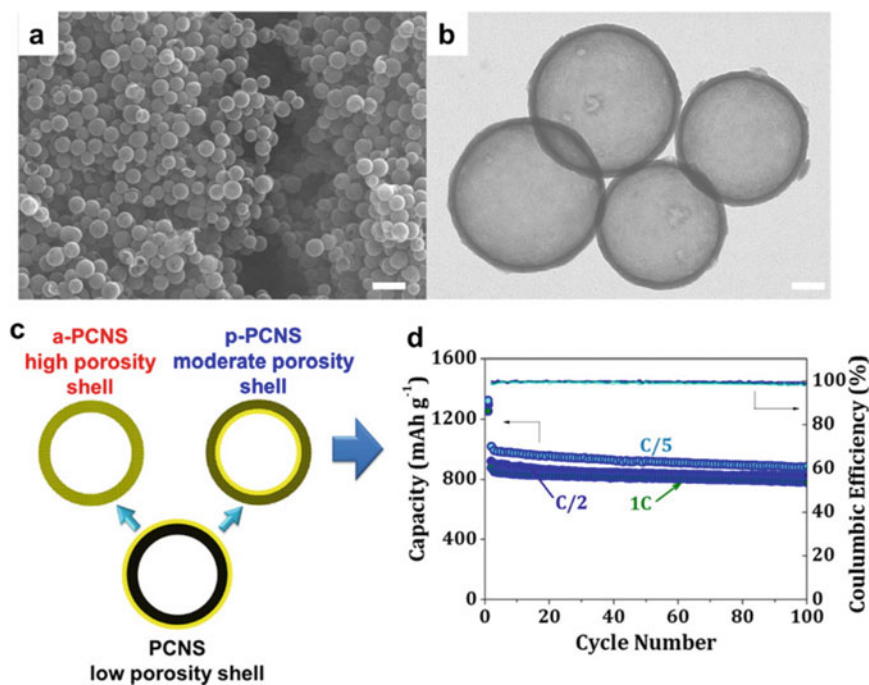 a
b
c
a-PCNS
high porosity
shell
p-PCNS
moderate porosity
shell
PCNS
low porosity shell
d
Capacity (mAh g⁻¹)
1600
1200
800
400
0
C/5
C/2
1C
100
80
60
40
20
0
Coulumbic Efficiency (%)
0
20
40
60
80
100
Cycle Number